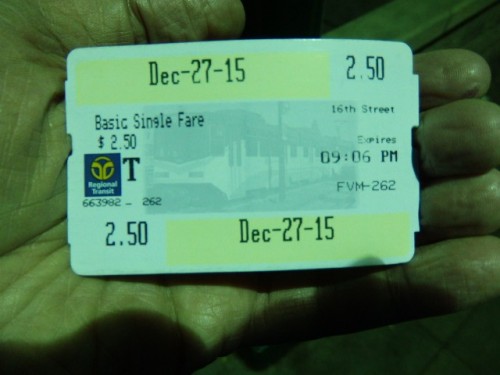 Dec-27-15 2.50
16th Street
Basic Single Fare
$ 2.50
Expires
09:06 PM
T
Regional
Transit
FVM-262
663982 - 262
2.50 Dec-27-15